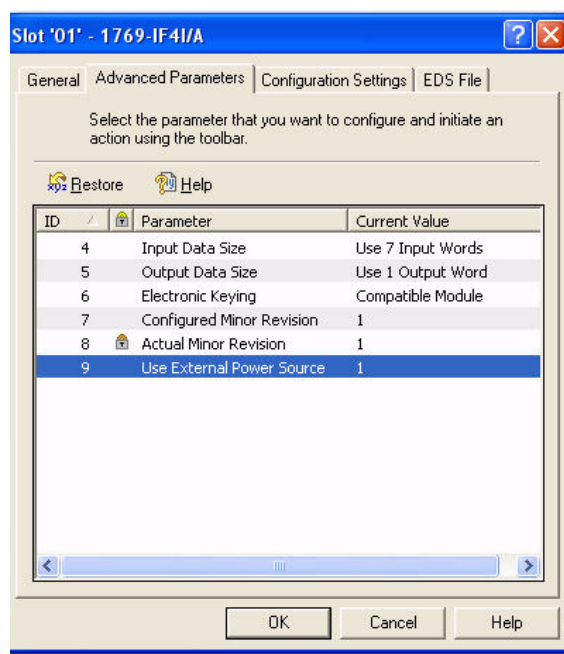 Slot '01' - 1769-IF4I/A
General Advanced Parameters Configuration Settings EDS File
Select the parameter that you want to configure and initiate an
action using the toolbar.
Restore Help
ID Parameter Current Value
4 Input Data Size Use 7 Input Words
5 Output Data Size Use 1 Output Word
6 Electronic Keying Compatible Module
7 Configured Minor Revision 1
8 Actual Minor Revision 1
9 Use External Power Source 1
OK Cancel Help